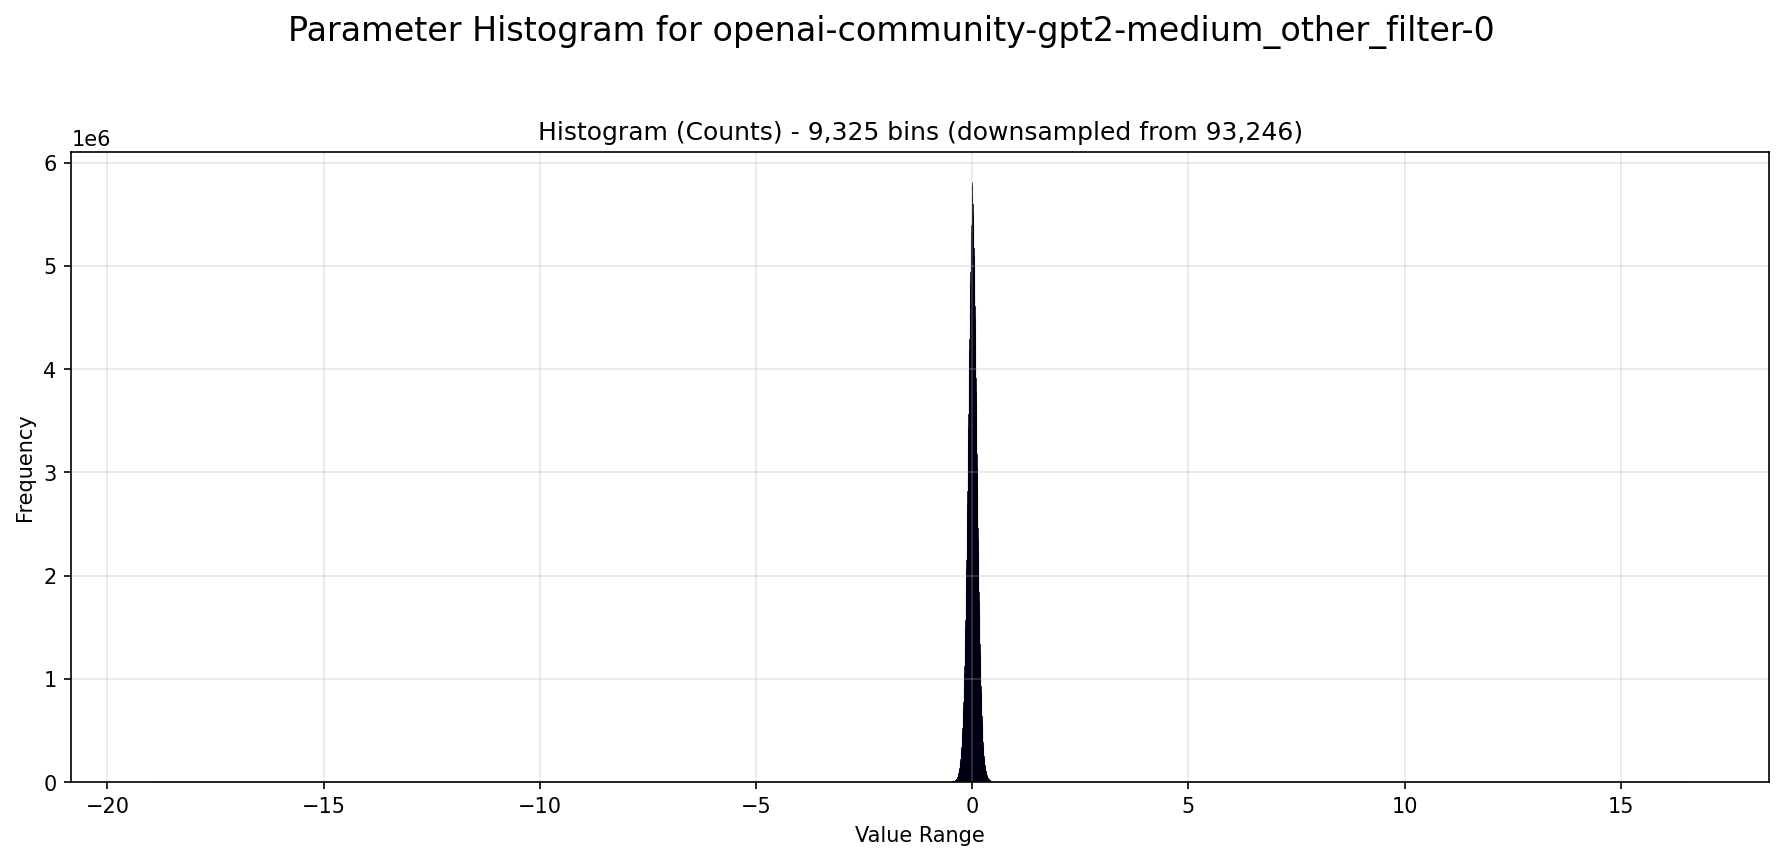 Parameter Histogram for openai-community-gpt2-medium_other_filter-0
Histogram (Counts) - 9,325 bins (downsampled from 93,246)
1e6
6
5
4
3
2
1
0
Frequency
−20 −15 −10 −5 0 5 10 15
Value Range